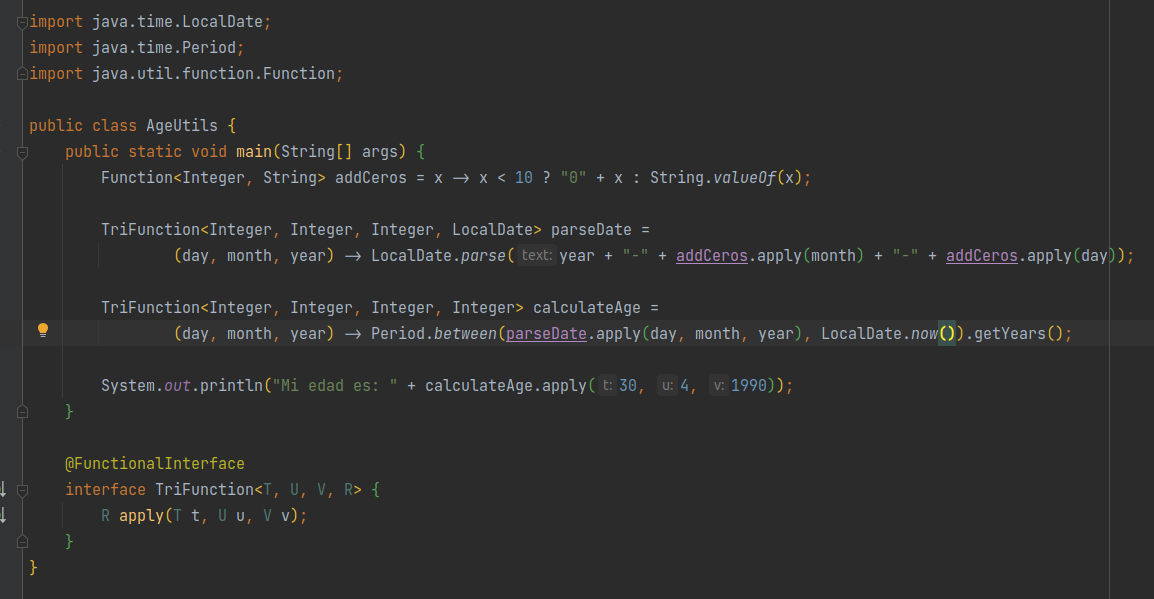 import java.time.LocalDate;
import java.time.Period;
import java.util.function.Function;
public class AgeUtils {
public static void main(String[] args) {
Function<Integer, String> addCeros = x → x < 10 ? "0" + x : String.valueOf(x);
TriFunction<Integer, Integer, Integer, LocalDate> parseDate =
(day, month, year) → LocalDate.parse( text: year + "-" + addCeros.apply(month) + "-" + addCeros.apply(day));
TriFunction<Integer, Integer, Integer, Integer> calculateAge =
(day, month, year) → Period.between(parseDate.apply(day, month, year), LocalDate.now()).getYears();
System.out.println("Mi edad es: " + calculateAge.apply( t: 30, u: 4, v: 1990));
}
@FunctionalInterface
interface TriFunction<T, U, V, R> {
R apply(T t, U u, V v);
}
}